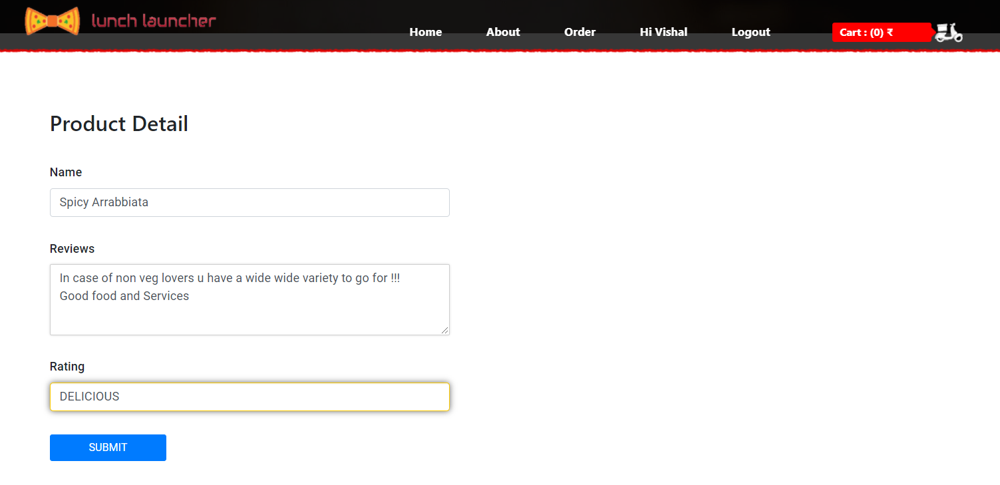 lunch launcher
Home About Order Hi Vishal Logout Cart : (0) ₹
Product Detail
Name
Spicy Arrabbiata
Reviews
In case of non veg lovers u have a wide wide variety to go for !!!
Good food and Services
Rating
DELICIOUS
SUBMIT